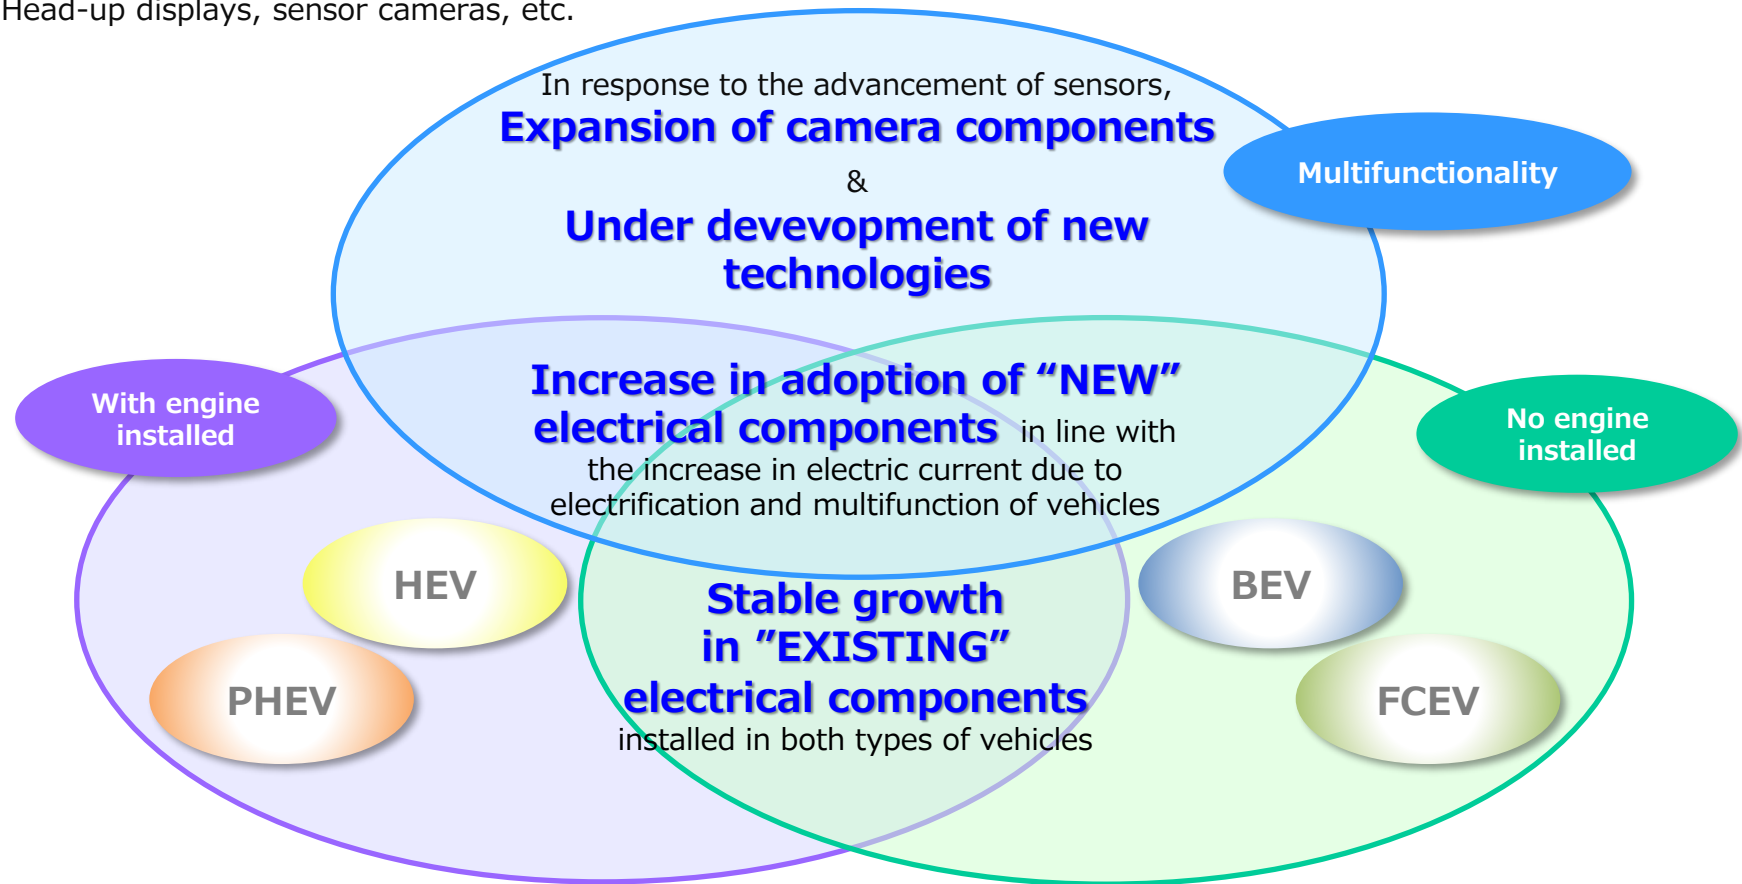 Head-up displays, sensor cameras, etc.
In response to the advancement of sensors,
Expansion of camera components
&
Under devevopment of new
technologies
Multifunctionality
With engine
installed
Increase in adoption of “NEW”
electrical components in line with
the increase in electric current due to
electrification and multifunction of vehicles
No engine
installed
HEV
PHEV
Stable growth
in ”EXISTING”
electrical components
installed in both types of vehicles
BEV
FCEV